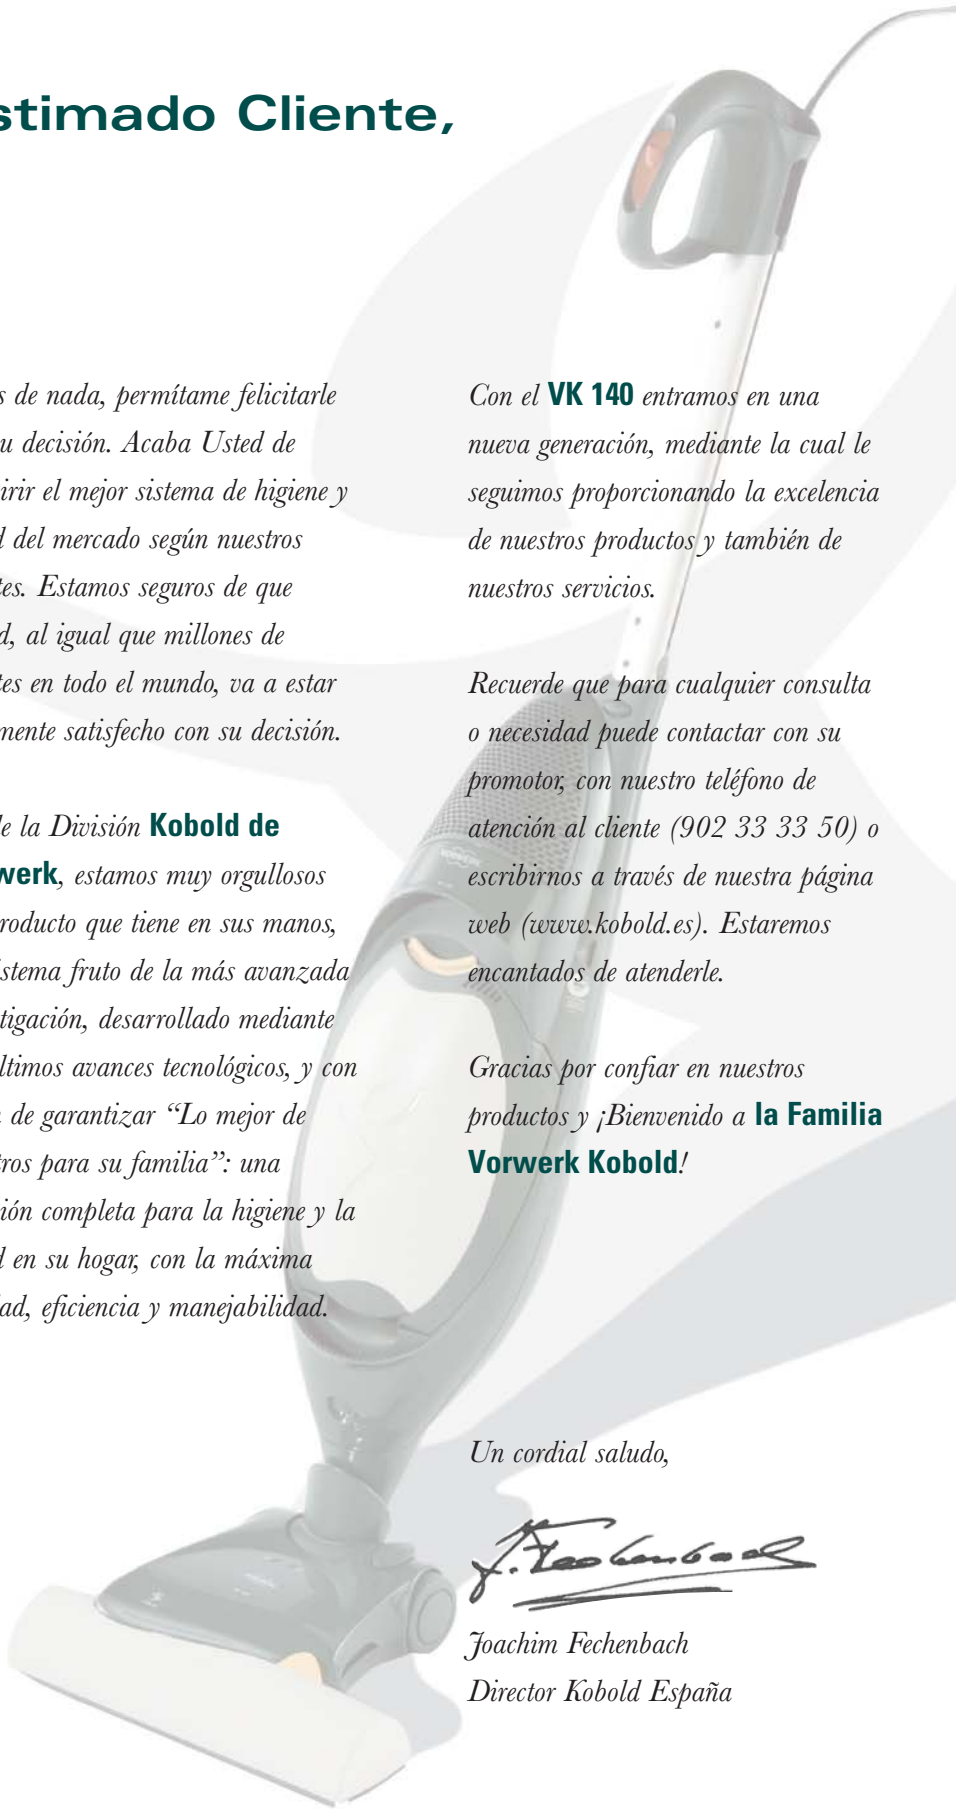 stimado Cliente,
s de nada, permítame felicitarle
u decisión. Acaba Usted de
irir el mejor sistema de higiene y
d del mercado según nuestros
tes. Estamos seguros de que
d, al igual que millones de
tes en todo el mundo, va a estar
mente satisfecho con su decisión.
le la División Kobold de
werk, estamos muy orgullosos
roducto que tiene en sus manos,
istema fruto de la más avanzada
tigación, desarrollado mediante
ltimos avances tecnológicos, y con
n de garantizar “Lo mejor de
tros para su familia”: una
ión completa para la higiene y la
d en su hogar, con la máxima
lad, eficiencia y manejabilidad.
Con el VK 140 entramos en una
nueva generación, mediante la cual le
seguimos proporcionando la excelencia
de nuestros productos y también de
nuestros servicios.
Recuerde que para cualquier consulta
o necesidad puede contactar con su
promotor, con nuestro teléfono de
atención al cliente (902 33 33 50) o
escribirnos a través de nuestra página
web (www.kobold.es). Estaremos
encantados de atenderle.
Gracias por confiar en nuestros
productos y ¡Bienvenido a la Familia
Vorwerk Kobold!
Un cordial saludo,
J. Fechenbach
Joachim Fechenbach
Director Kobold España